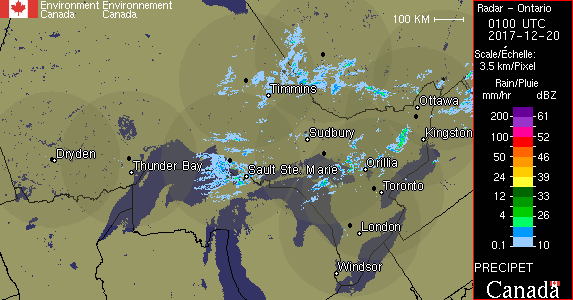 Environment Environnement
Canada Canada
100 KM
Timmins
Ottawa
Sudbury
Kingston
Dryden
Thunder Bay
Sault Ste. Marie
Orillia
Toronto
London
Windsor
Radar - Ontario
0100 UTC
2017-12-20
Scale/Échelle:
3.5 km/Pixel
Rain/Pluie
mm/hr dBZ
200 61
100 52
50 46
24 39
12 33
4 26
0.1 10
PRECIPET
Canada